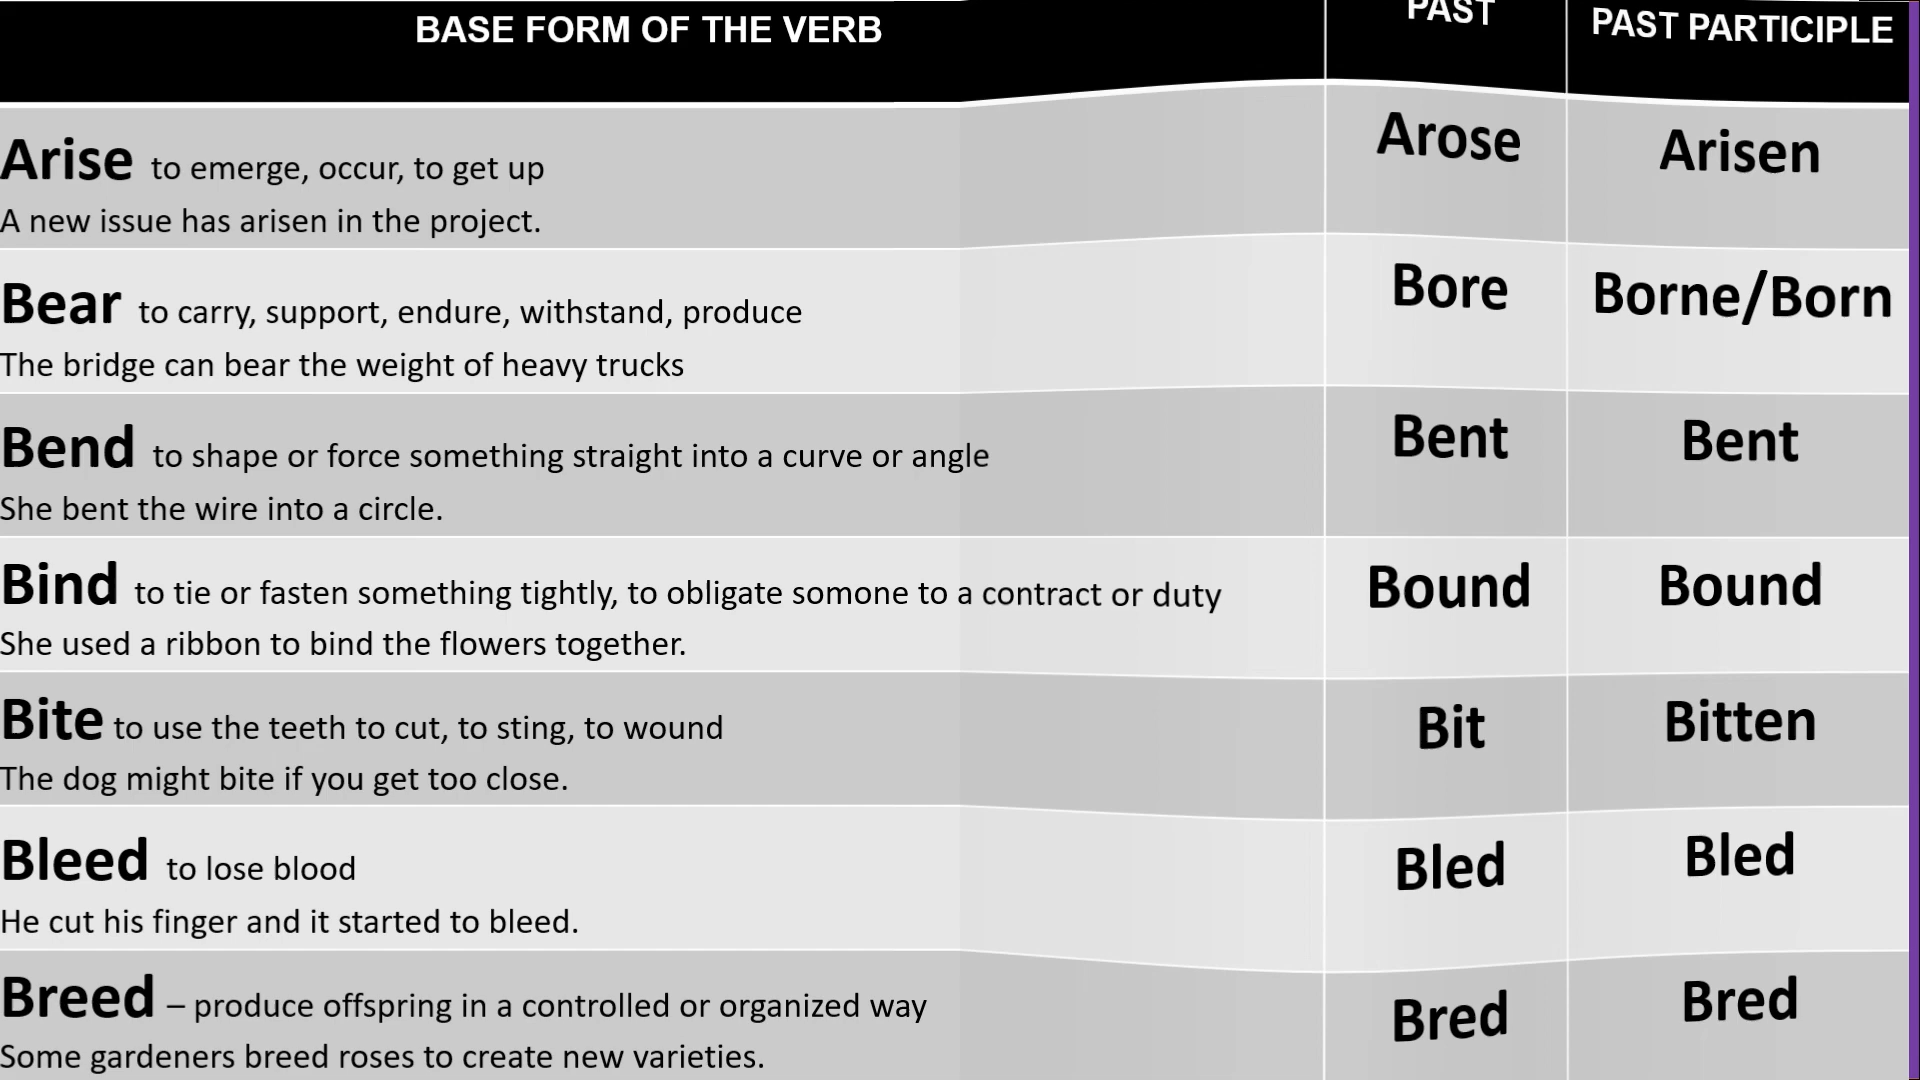 BASE FORM OF THE VERB PAST PAST PARTICIPLE
Arise to emerge, occur, to get up Arose Arisen
A new issue has arisen in the project.
Bear to carry, support, endure, withstand, produce Bore Borne/Born
The bridge can bear the weight of heavy trucks
Bend to shape or force something straight into a curve or angle Bent Bent
She bent the wire into a circle.
Bind to tie or fasten something tightly, to obligate somone to a contract or duty Bound Bound
She used a ribbon to bind the flowers together.
Bite to use the teeth to cut, to sting, to wound Bit Bitten
The dog might bite if you get too close.
Bleed to lose blood Bled Bled
He cut his finger and it started to bleed.
Breed – produce offspring in a controlled or organized way Bred Bred
Some gardeners breed roses to create new varieties.